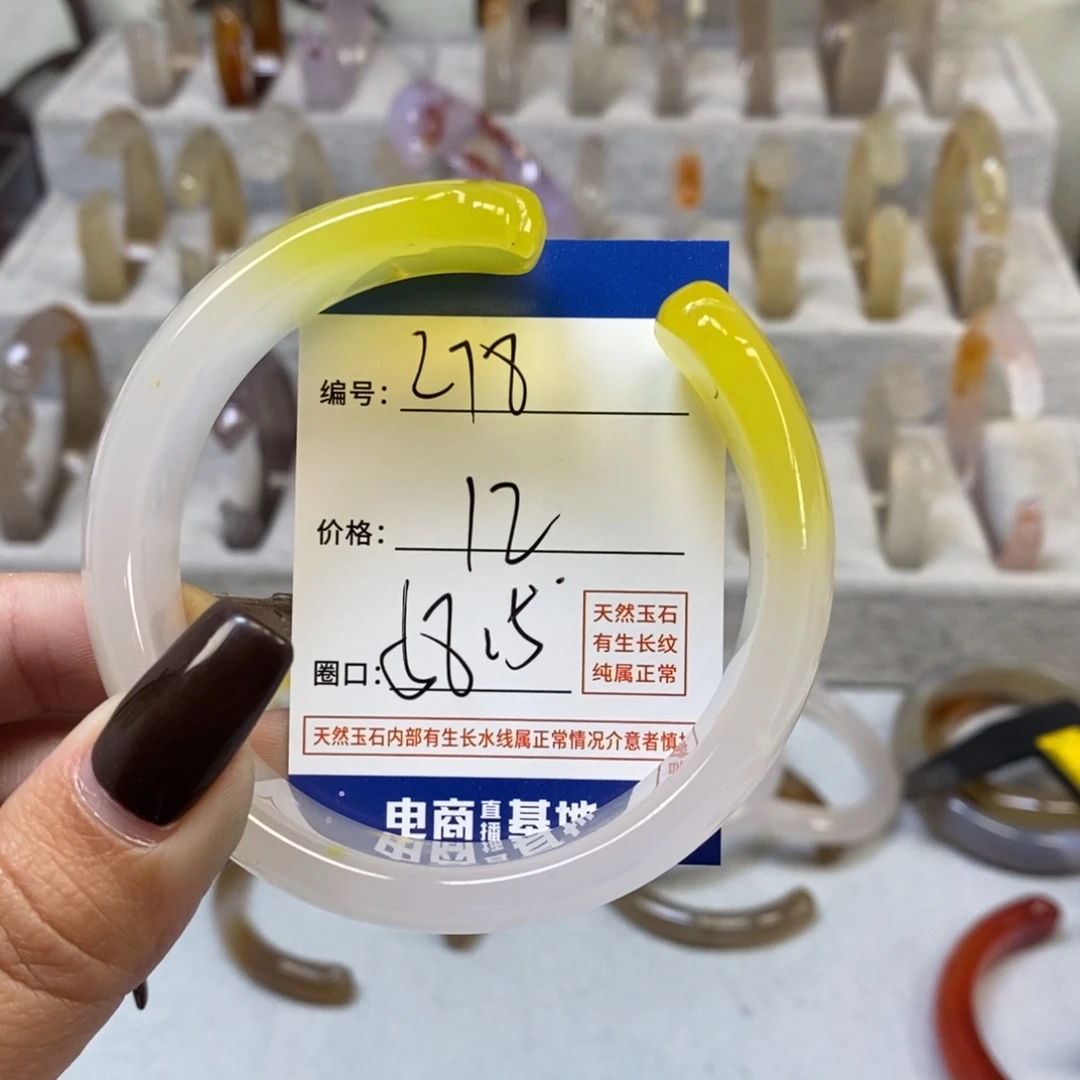 编号: 278
价格: 12
圈口: 68.5
天然玉石
有生长纹
纯属正常
天然玉石内部有生长水线属正常情况介意者慎
电商直播基地